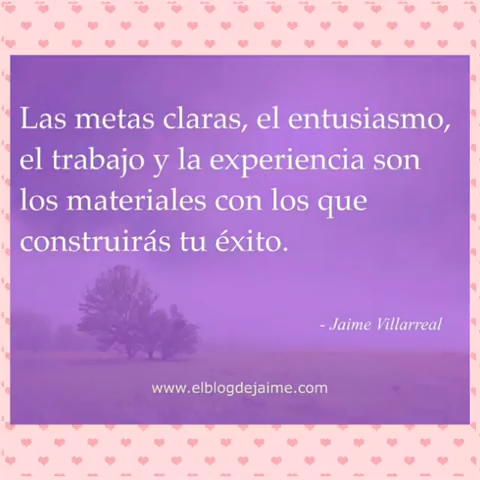 Las metas claras, el entusiasmo,
el trabajo y la experiencia son
los materiales con los que
construirás tu éxito.
- Jaime Villarreal
www.elblogdejaime.com